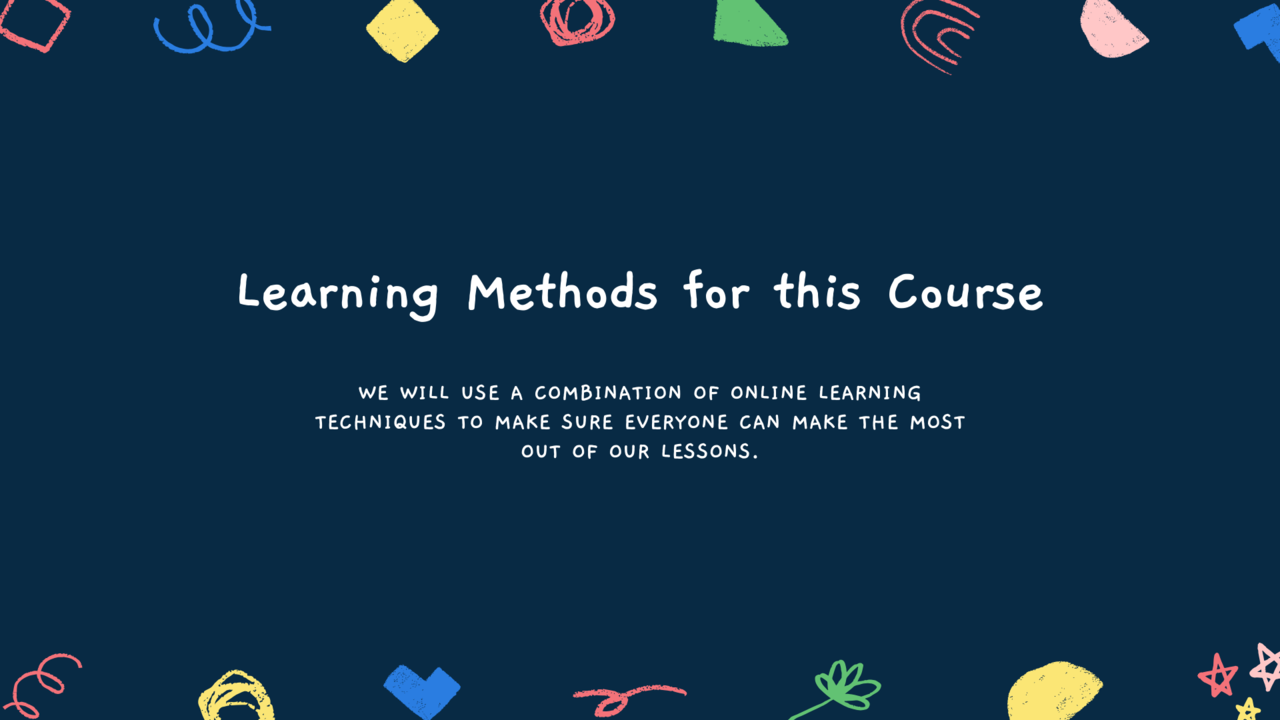 Learning Methods for this Course
WE WILL USE A COMBINATION OF ONLINE LEARNING
TECHNIQUES TO MAKE SURE EVERYONE CAN MAKE THE MOST
OUT OF OUR LESSONS.